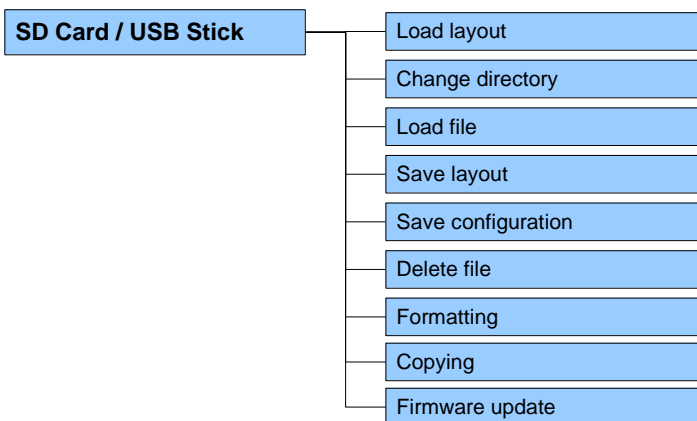 SD Card / USB Stick
Load layout
Change directory
Load file
Save layout
Save configuration
Delete file
Formatting
Copying
Firmware update